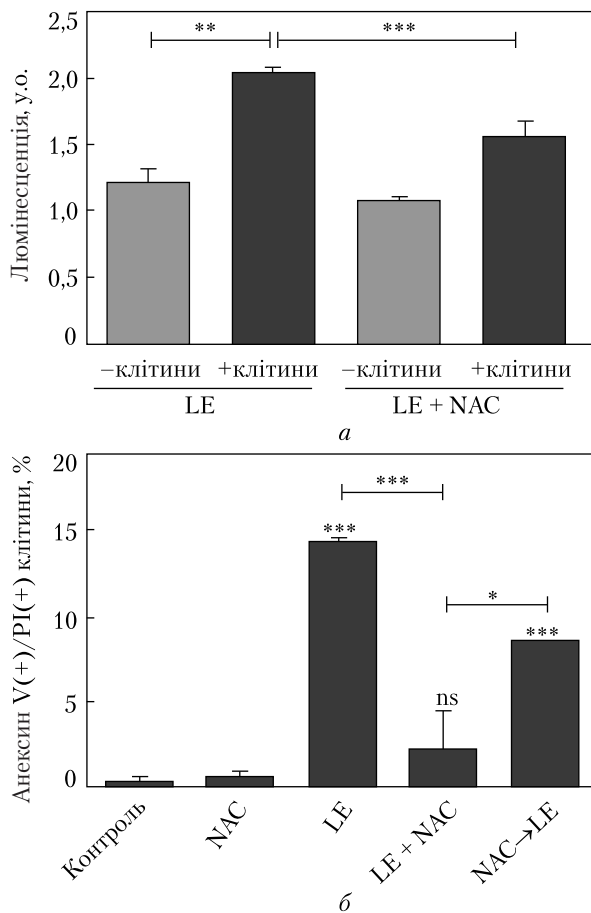 Люмінесценція, у.о.
2,5
2,0
1,5
1,0
0,5
0
**
***
−клітини +клітини −клітини +клітини
LE LE + NAC
а
Анексин V(+)/PI(+) клітини, %
20
15
10
5
0
***
***
*
***
ns
Контроль NAC LE LE + NAC NAC→LE
б